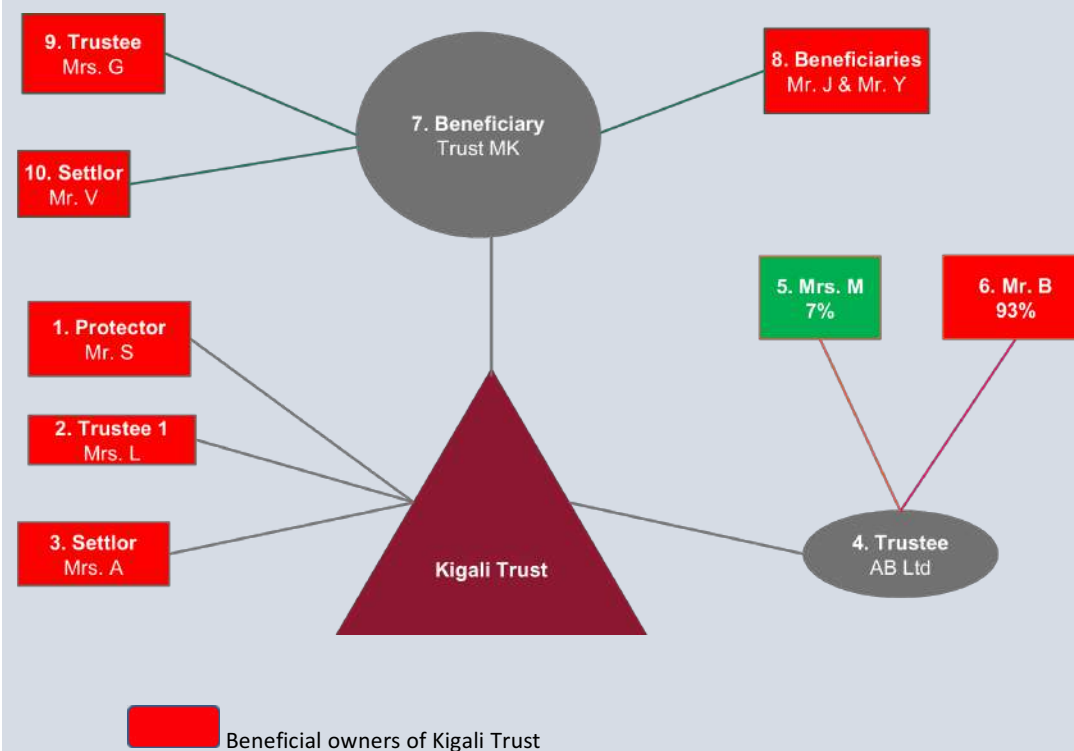 9. Trustee
Mrs. G
8. Beneficiaries
Mr. J & Mr. Y
7. Beneficiary
Trust MK
10. Settlor
Mr. V
5. Mrs. M
7%
6. Mr. B
93%
1. Protector
Mr. S
2. Trustee 1
Mrs. L
3. Settlor
Mrs. A
4. Trustee
AB Ltd
Kigali Trust
Beneficial owners of Kigali Trust